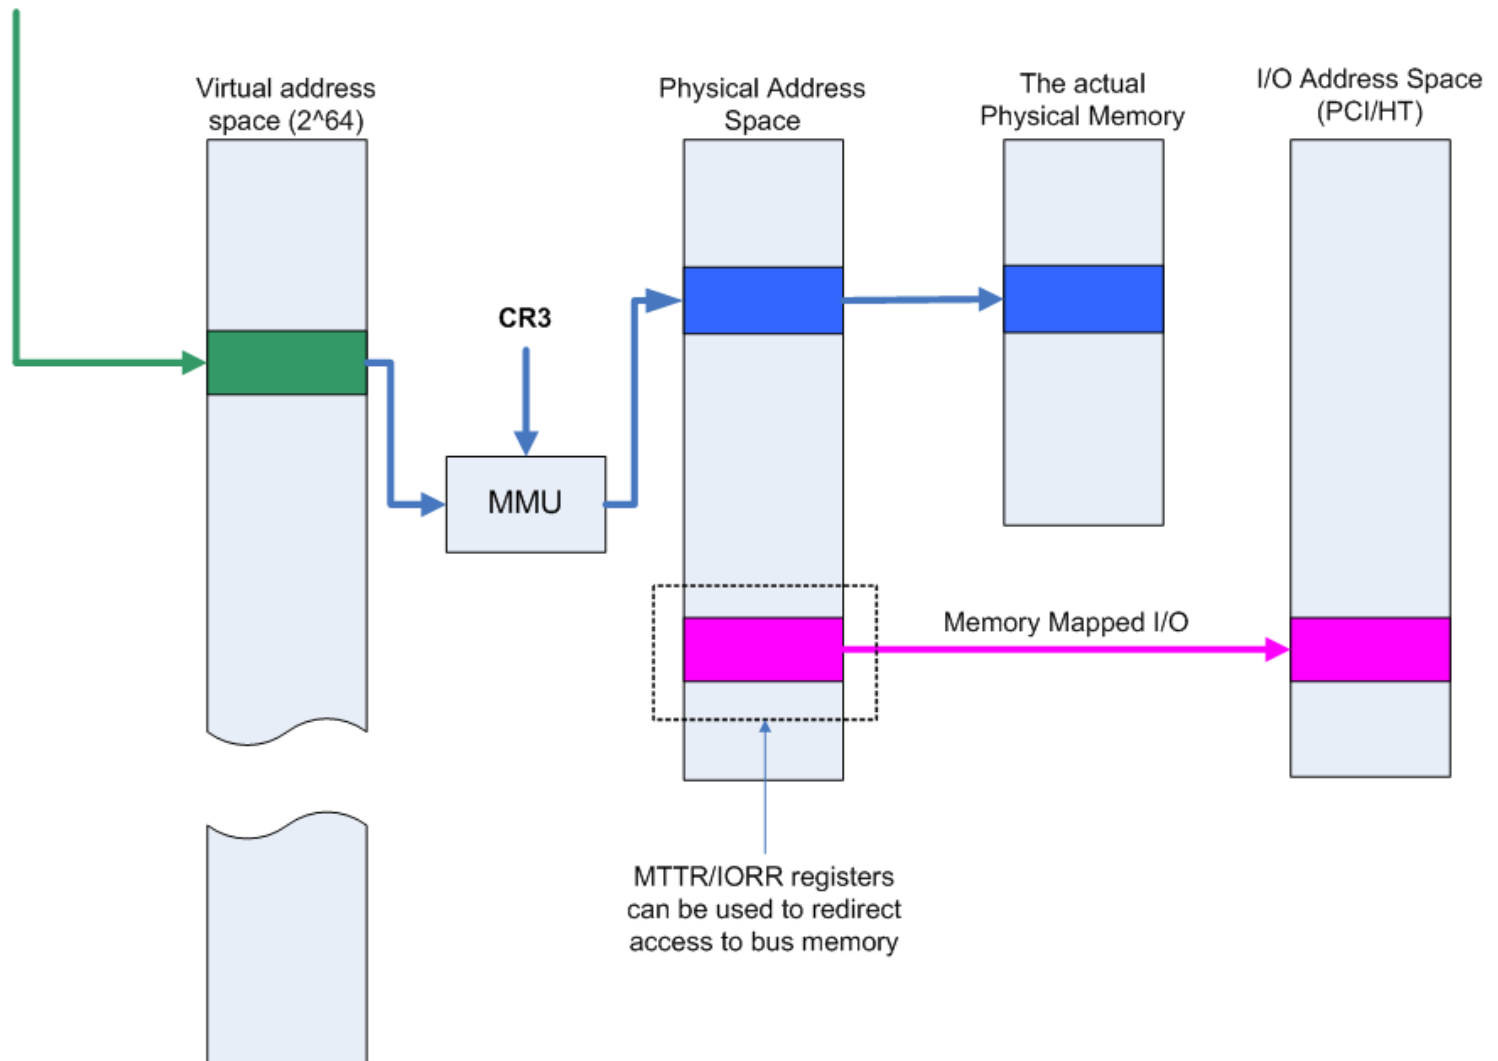 Virtual address
space (2^64)
Physical Address
Space
The actual
Physical Memory
I/O Address Space
(PCI/HT)
CR3
MMU
Memory Mapped I/O
MTTR/IORR registers
can be used to redirect
access to bus memory